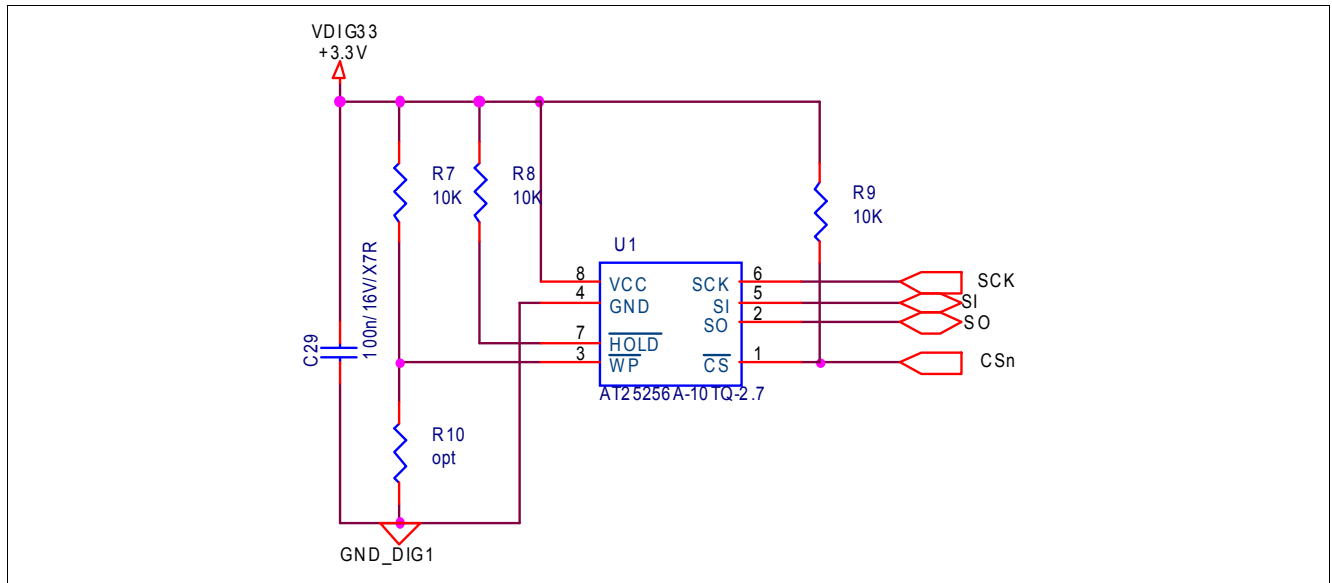 VDIG33
+3.3V
R7
10K
R8
10K
R9
10K
C29
100n/16V/X7R
U1
8
VCC
4
GND
7
HOLD
3
WP
SCK
6
SI
5
SO
2
CS
1
SCK
SI
SO
CSn
AT25256A-10TQ-2.7
R10
opt
GND_DIG1